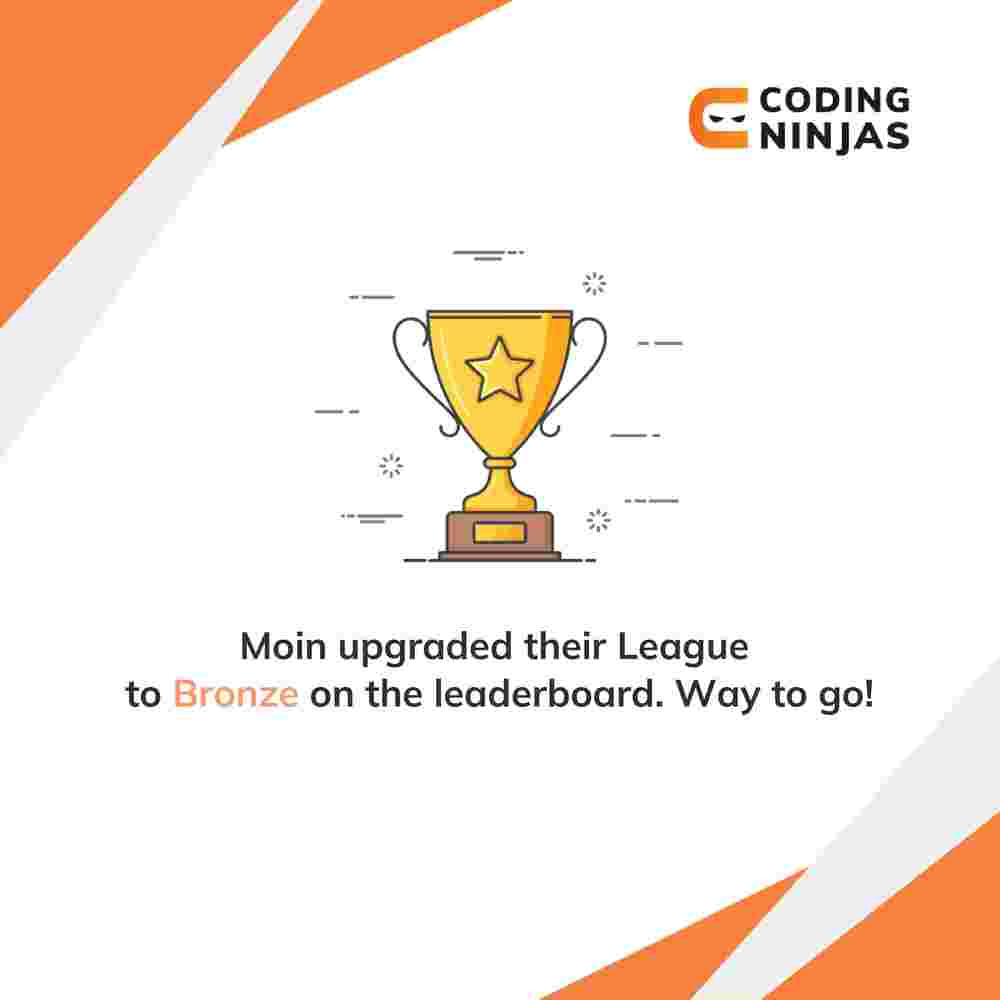 CODING
NINJAS
Moin upgraded their League
to Bronze on the leaderboard. Way to go!